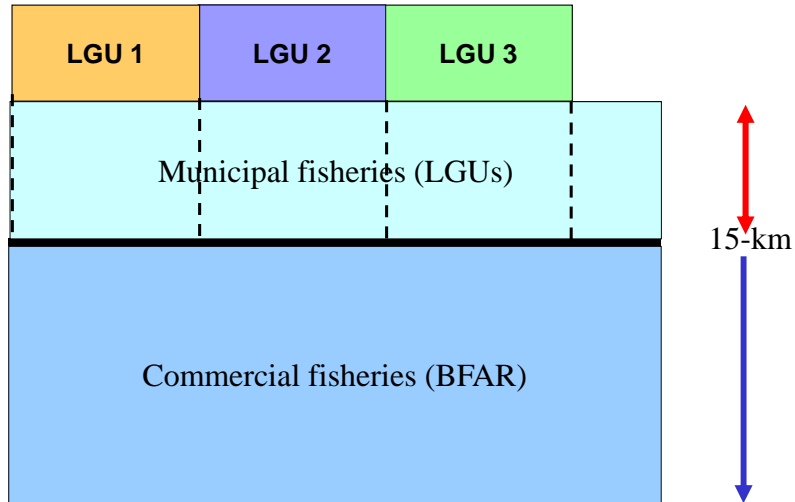 LGU 1
LGU 2
LGU 3
Municipal fisheries (LGUs)
15-km
Commercial fisheries (BFAR)